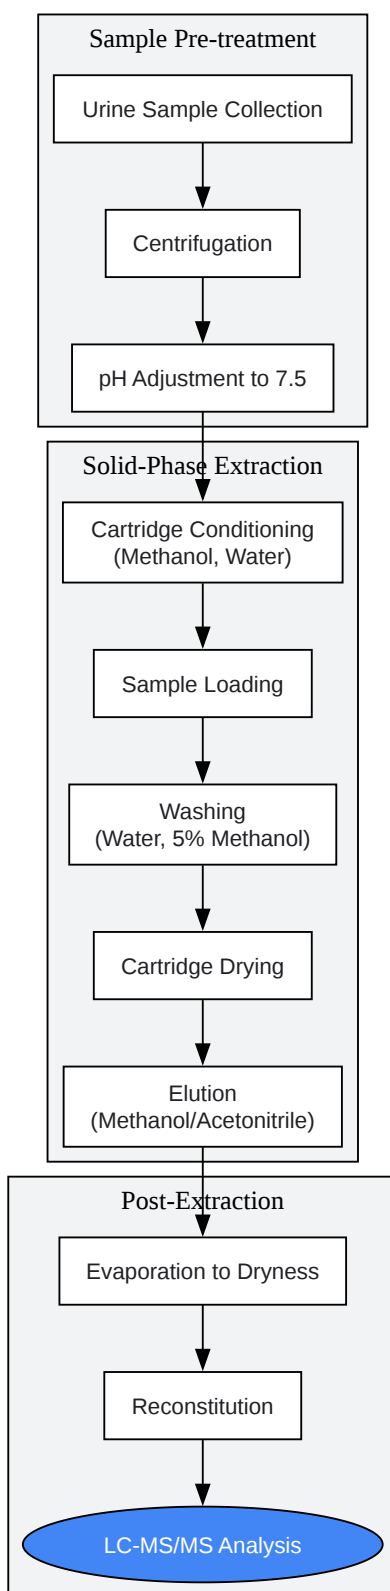 Sample Pre-treatment
Urine Sample Collection
Centrifugation
pH Adjustment to 7.5
Solid-Phase Extraction
Cartridge Conditioning
(Methanol, Water)
Sample Loading
Washing
(Water, 5% Methanol)
Cartridge Drying
Elution
(Methanol/Acetonitrile)
Post-Extraction
Evaporation to Dryness
Reconstitution
LC-MS/MS Analysis